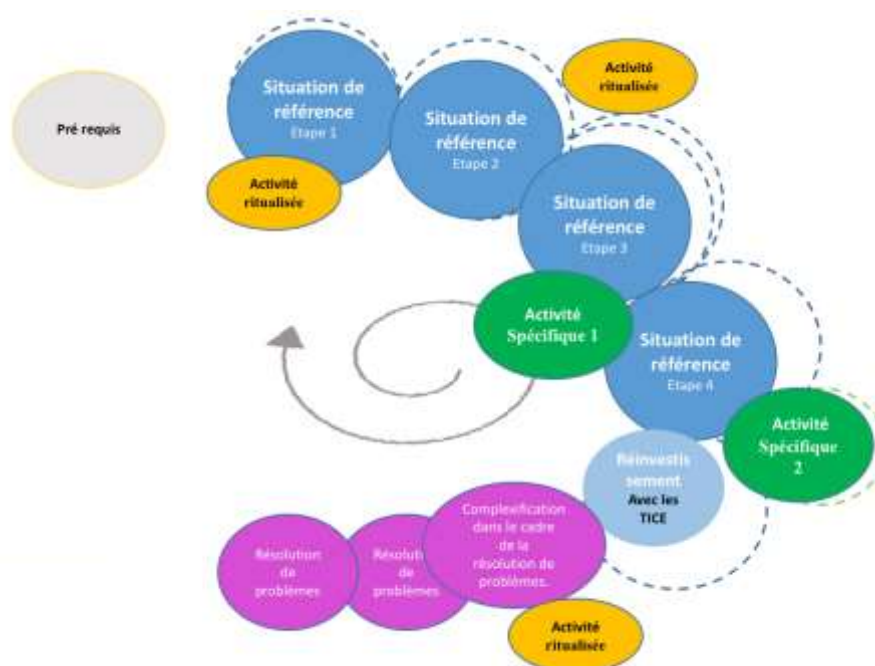 Pré requis
Situation de
référence
Etape 1
Activité
ritualisée
Situation de
référence
Etape 2
Activité
ritualisée
Situation de
référence
Etape 3
Activité
Spécifique 1
Situation de
référence
Etape 4
Activité
Spécifique
2
Réinvestis
sement
Avec les
TICE
Complexification
dans le cadre
de la
résolution de
problèmes.
Activité
ritualisée
Résolution
de
problèmes
Résolution
de
problèmes